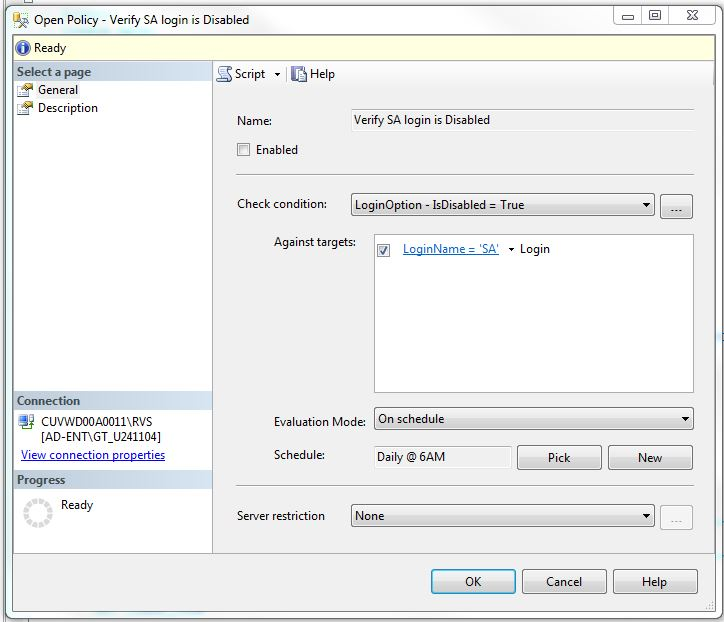 Open Policy - Verify SA login is Disabled
Ready
Select a page
General
Description
Script
Help
Name:
Verify SA login is Disabled
Enabled
Check condition:
LoginOption - IsDisabled = True
...
Against targets:
LoginName = 'SA'
Login
Evaluation Mode:
On schedule
Schedule:
Daily @ 6AM
Pick
New
Server restriction
None
...
Connection
CUVWD00A0011\RVS
[AD-ENT\GT_U241104]
View connection properties
Progress
Ready
OK
Cancel
Help